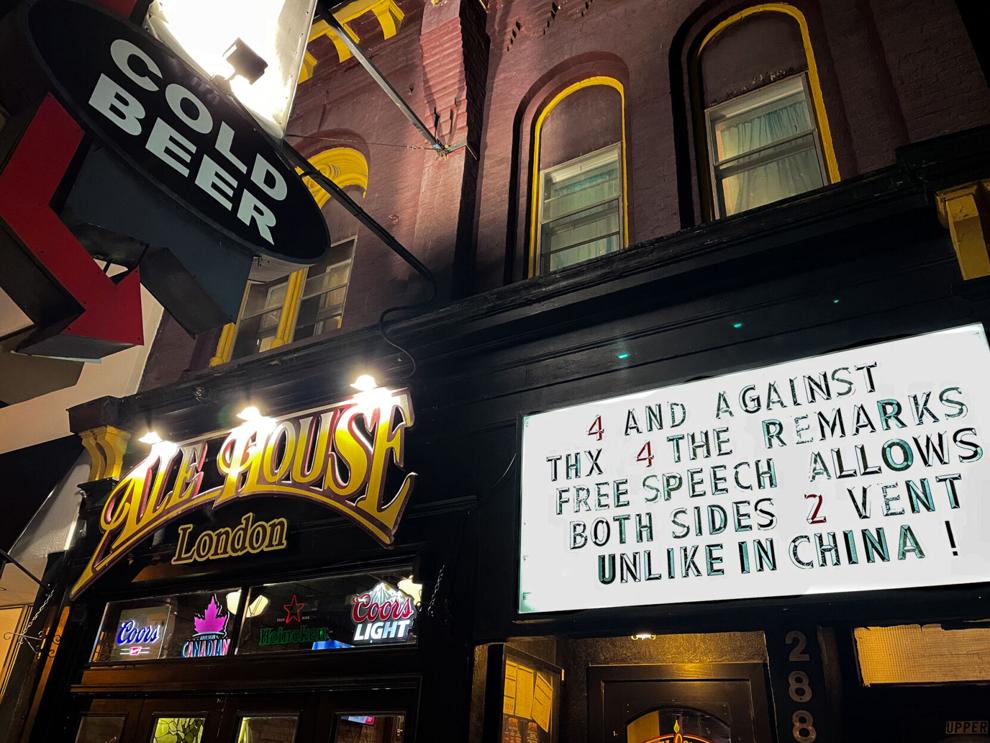 COLD
BEER
ALE HOUSE
London
Coors
CANADIAN
Heineken
Coors
LIGHT
4 AND AGAINST
THX 4 THE REMARKS
FREE SPEECH ALLOWS
BOTH SIDES 2 VENT
UNLIKE IN CHINA !
288
UPPER